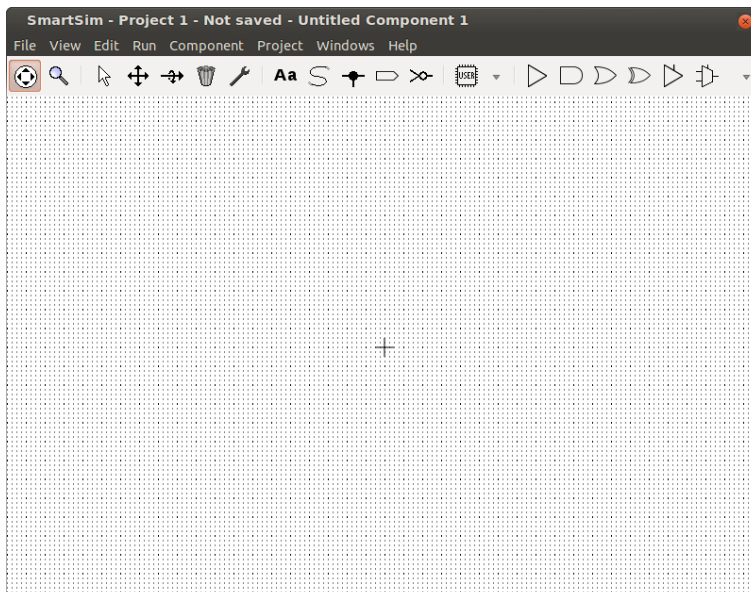 SmartSim - Project 1 - Not saved - Untitled Component 1
File View Edit Run Component Project Windows Help
Aa USER